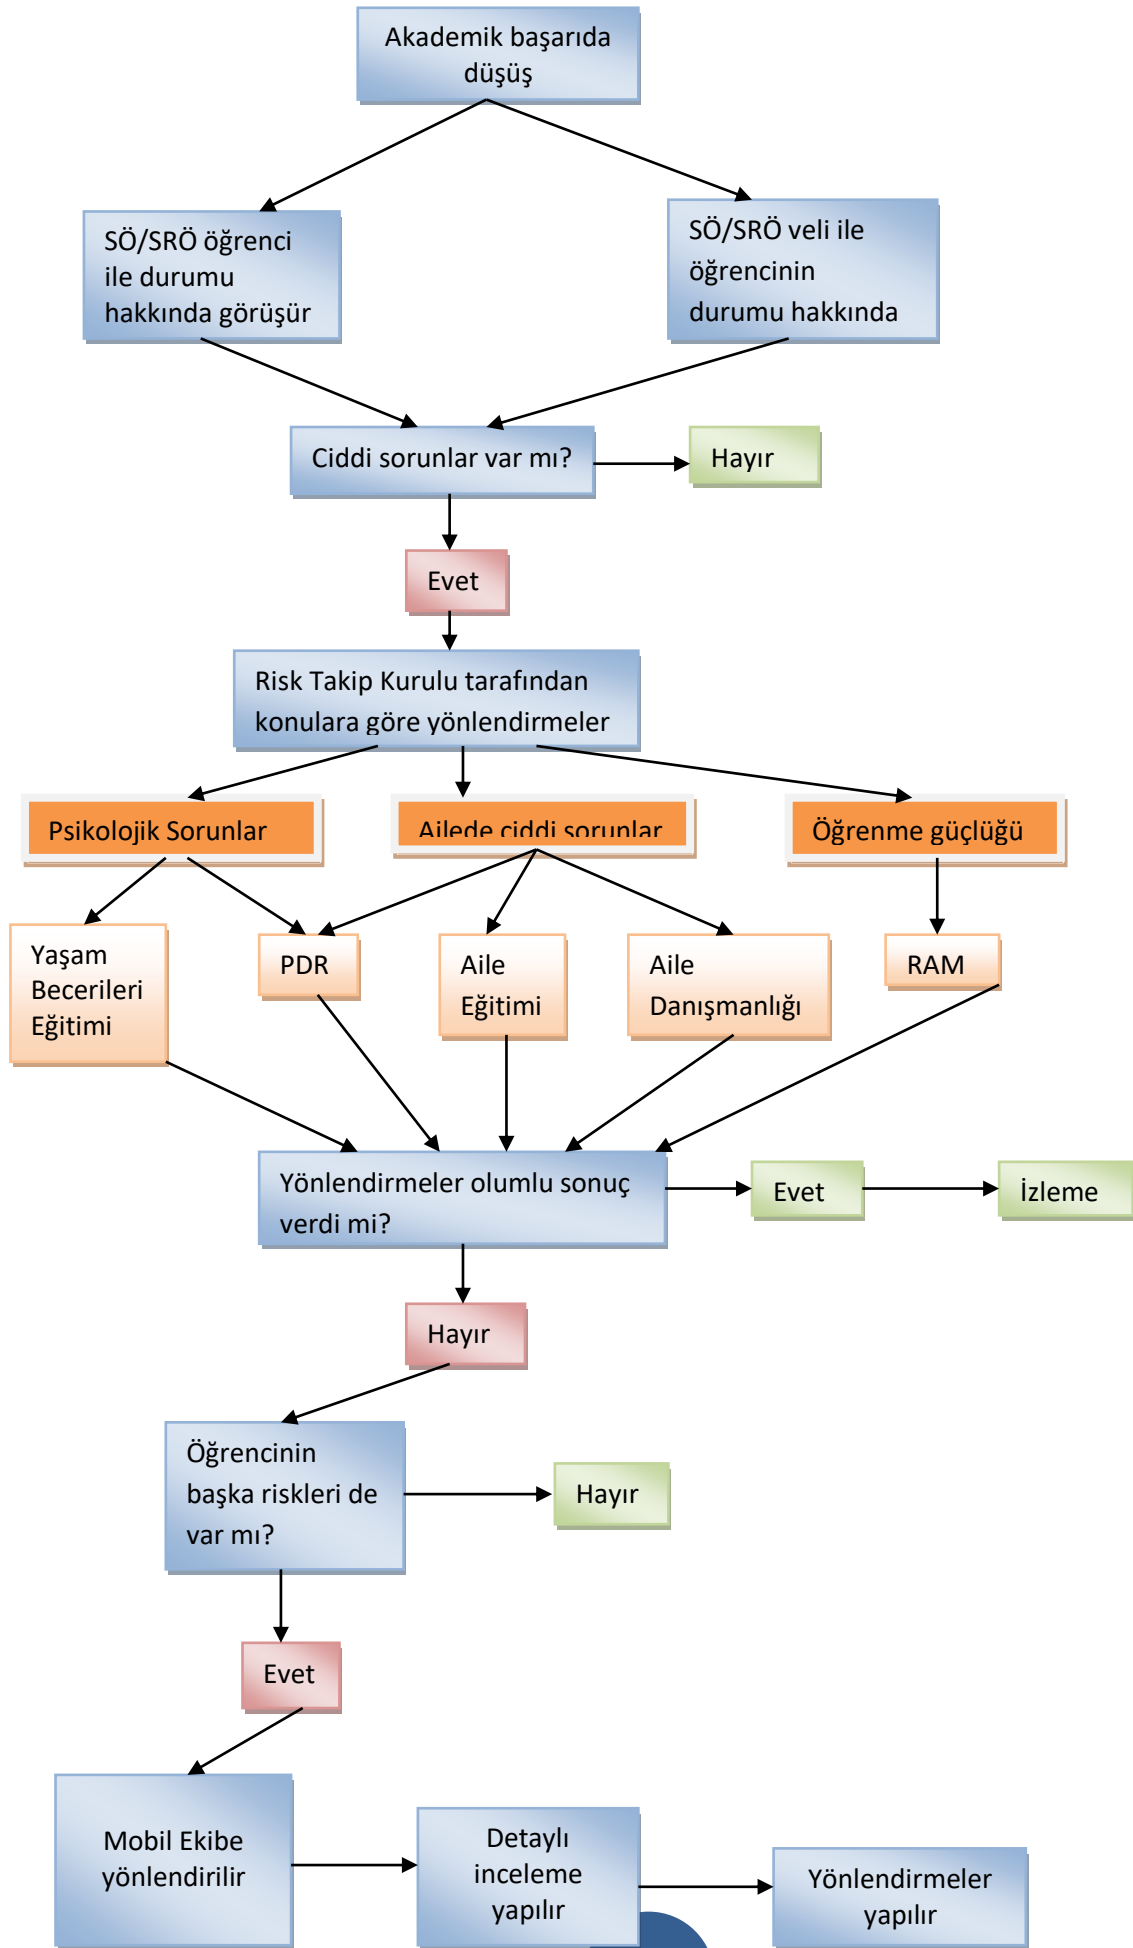 Akademik başarıda
düşüş
SÖ/SRÖ öğrenci
ile durumu
hakkında görüşür
SÖ/SRÖ veli ile
öğrencinin
durumu hakkında
Ciddi sorunlar var mı?
Hayır
Evet
Risk Takip Kurulu tarafından
konulara göre yönlendirmeler
Psikolojik Sorunlar
Ailede ciddi sorunlar
Öğrenme güçlüğü
Yaşam
Becerileri
Eğitimi
PDR
Aile
Eğitimi
Aile
Danışmanlığı
RAM
Yönlendirmeler olumlu sonuç
verdi mi?
Evet
İzleme
Hayır
Öğrencinin
başka riskleri de
var mı?
Hayır
Evet
Mobil Ekibe
yönlendirilir
Detaylı
inceleme
yapılır
Yönlendirmeler
yapılır